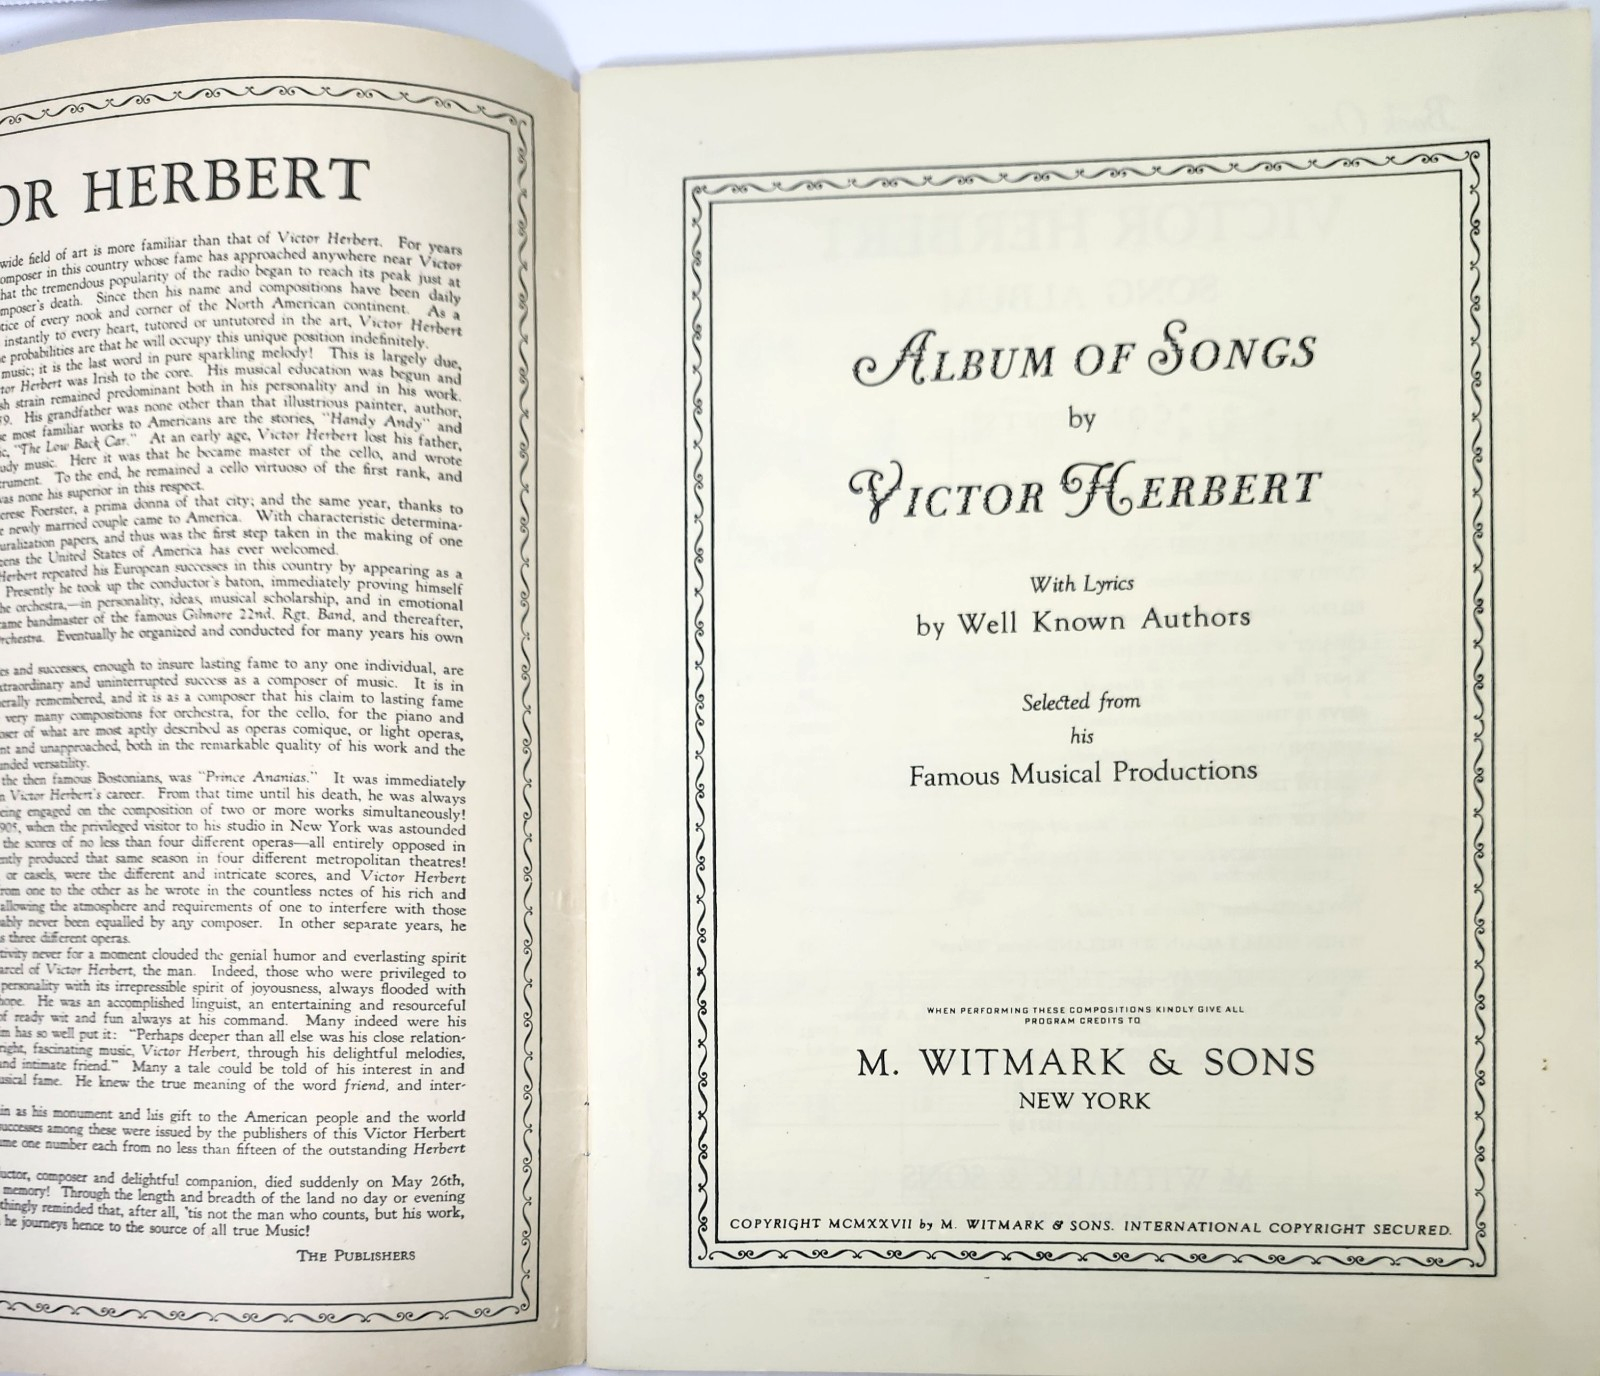 OR HERBERT
wide field of art is more familiar than that of Victor Herbert. For years
omposer in this country whose fame has approached anywhere near Victor
hat the tremendous popularity of the radio began to reach its peak just at
mposer's death. Since then his name and compositions have been daily
tice of every nook and corner of the North American continent. As a
instantly to every heart, tutored or untutored in the art, Victor Herbert
e probabilities are that he will occupy this unique position indefinitely.
music; it is the last word in pure sparkling melody! This is largely due,
tor Herbert was Irish to the core. His musical education was begun and
sh strain remained predominant both in his personality and in his work.
9. His grandfather was none other than that illustrious painter, author,
e most familiar works to Americans are the stories, "Handy Andy" and
c, "The Low Back Car." At an early age, Victor Herbert lost his father,
udy music. Here it was that he became master of the cello, and wrote
trument. To the end, he remained a cello virtuoso of the first rank, and
was none his superior in this respect.
erese Foerster, a prima donna of that city; and the same year, thanks to
e newly married couple came to America. With characteristic determina-
uralization papers, and thus was the first step taken in the making of one
zens the United States of America has ever welcomed.
Herbert repeated his European successes in this country by appearing as a
Presently he took up the conductor's baton, immediately proving himself
he orchestra,—in personality, ideas, musical scholarship, and in emotional
ame bandmaster of the famous Gilmore 22nd. Rgt. Band, and thereafter,
rchestra. Eventually he organized and conducted for many years his own
es and successes, enough to insure lasting fame to any one individual, are
xtraordinary and uninterrupted success as a composer of music. It is in
erally remembered, and it is as a composer that his claim to lasting fame
very many compositions for orchestra, for the cello, for the piano and
oser of what are most aptly described as operas comique, or light operas,
nt and unapproached, both in the remarkable quality of his work and the
unded versatility.
the then famous Bostonians, was "Prince Ananias." It was immediately
n Victor Herbert's career. From that time until his death, he was always
eing engaged on the composition of two or more works simultaneously!
905, when the privileged visitor to his studio in New York was astounded
the scores of no less than four different operas—all entirely opposed in
ently produced that same season in four different metropolitan theatres!
or casels, were the different and intricate scores, and Victor Herbert
from one to the other as he wrote in the countless notes of his rich and
allowing the atmosphere and requirements of one to interfere with those
ably never been equalled by any composer. In other separate years, he
s three different operas.
tivity never for a moment clouded the genial humor and everlasting spirit
arcel of Victor Herbert, the man. Indeed, those who were privileged to
personality with its irrepressible spirit of joyousness, always flooded with
hope. He was an accomplished linguist, an entertaining and resourceful
of ready wit and fun always at his command. Many indeed were his
m has so well put it: "Perhaps deeper than all else was his close relation-
right, fascinating music, Victor Herbert, through his delightful melodies,
and intimate friend." Many a tale could be told of his interest in and
usical fame. He knew the true meaning of the word friend, and inter-
in as his monument and his gift to the American people and the world
successes among these were issued by the publishers of this Victor Herbert
ume one number each from no less than fifteen of the outstanding Herbert
uctor, composer and delightful companion, died suddenly on May 26th,
memory! Through the length and breadth of the land no day or evening
thingly reminded that, after all, 'tis not the man who counts, but his work,
he journeys hence to the source of all true Music!
THE PUBLISHERS
ALBUM OF SONGS
by
VICTOR HERBERT
With Lyrics
by Well Known Authors
Selected from
his
Famous Musical Productions
WHEN PERFORMING THESE COMPOSITIONS KINDLY GIVE ALL
PROGRAM CREDITS TO
M. WITMARK & SONS
NEW YORK
COPYRIGHT MCMXXVII by M. WITMARK & SONS. INTERNATIONAL COPYRIGHT SECURED.